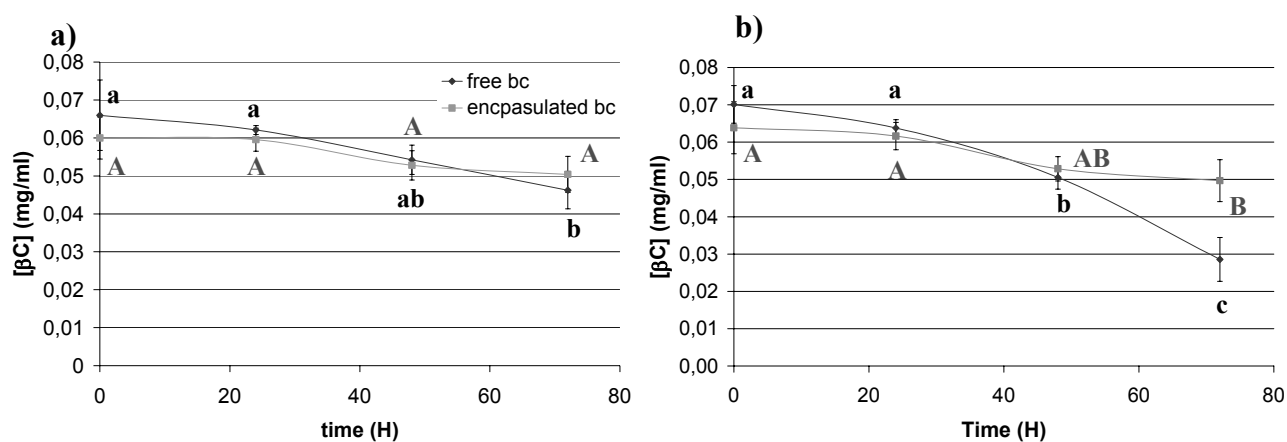 a)
[βC] (mg/ml)
0,08
0,07
0,06
0,05
0,04
0,03
0,02
0,01
0
0 20 40 60 80
time (H)
free bc
encpasulated bc
a a
A A A A
ab b
b)
[βC] (mg/ml)
0,08
0,07
0,06
0,05
0,04
0,03
0,02
0,01
0,00
0 20 40 60 80
Time (H)
a a
A A AB B
b c